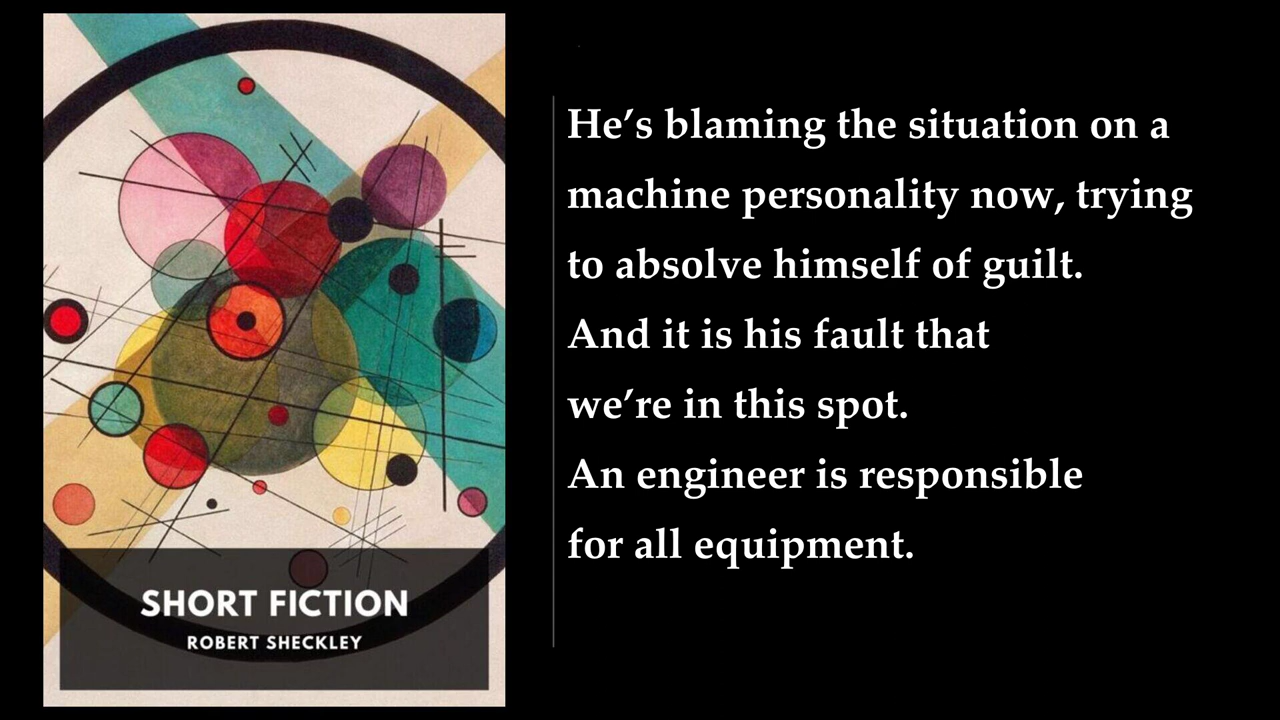 SHORT FICTION
ROBERT SHECKLEY
He’s blaming the situation on a
machine personality now, trying
to absolve himself of guilt.
And it is his fault that
we’re in this spot.
An engineer is responsible
for all equipment.